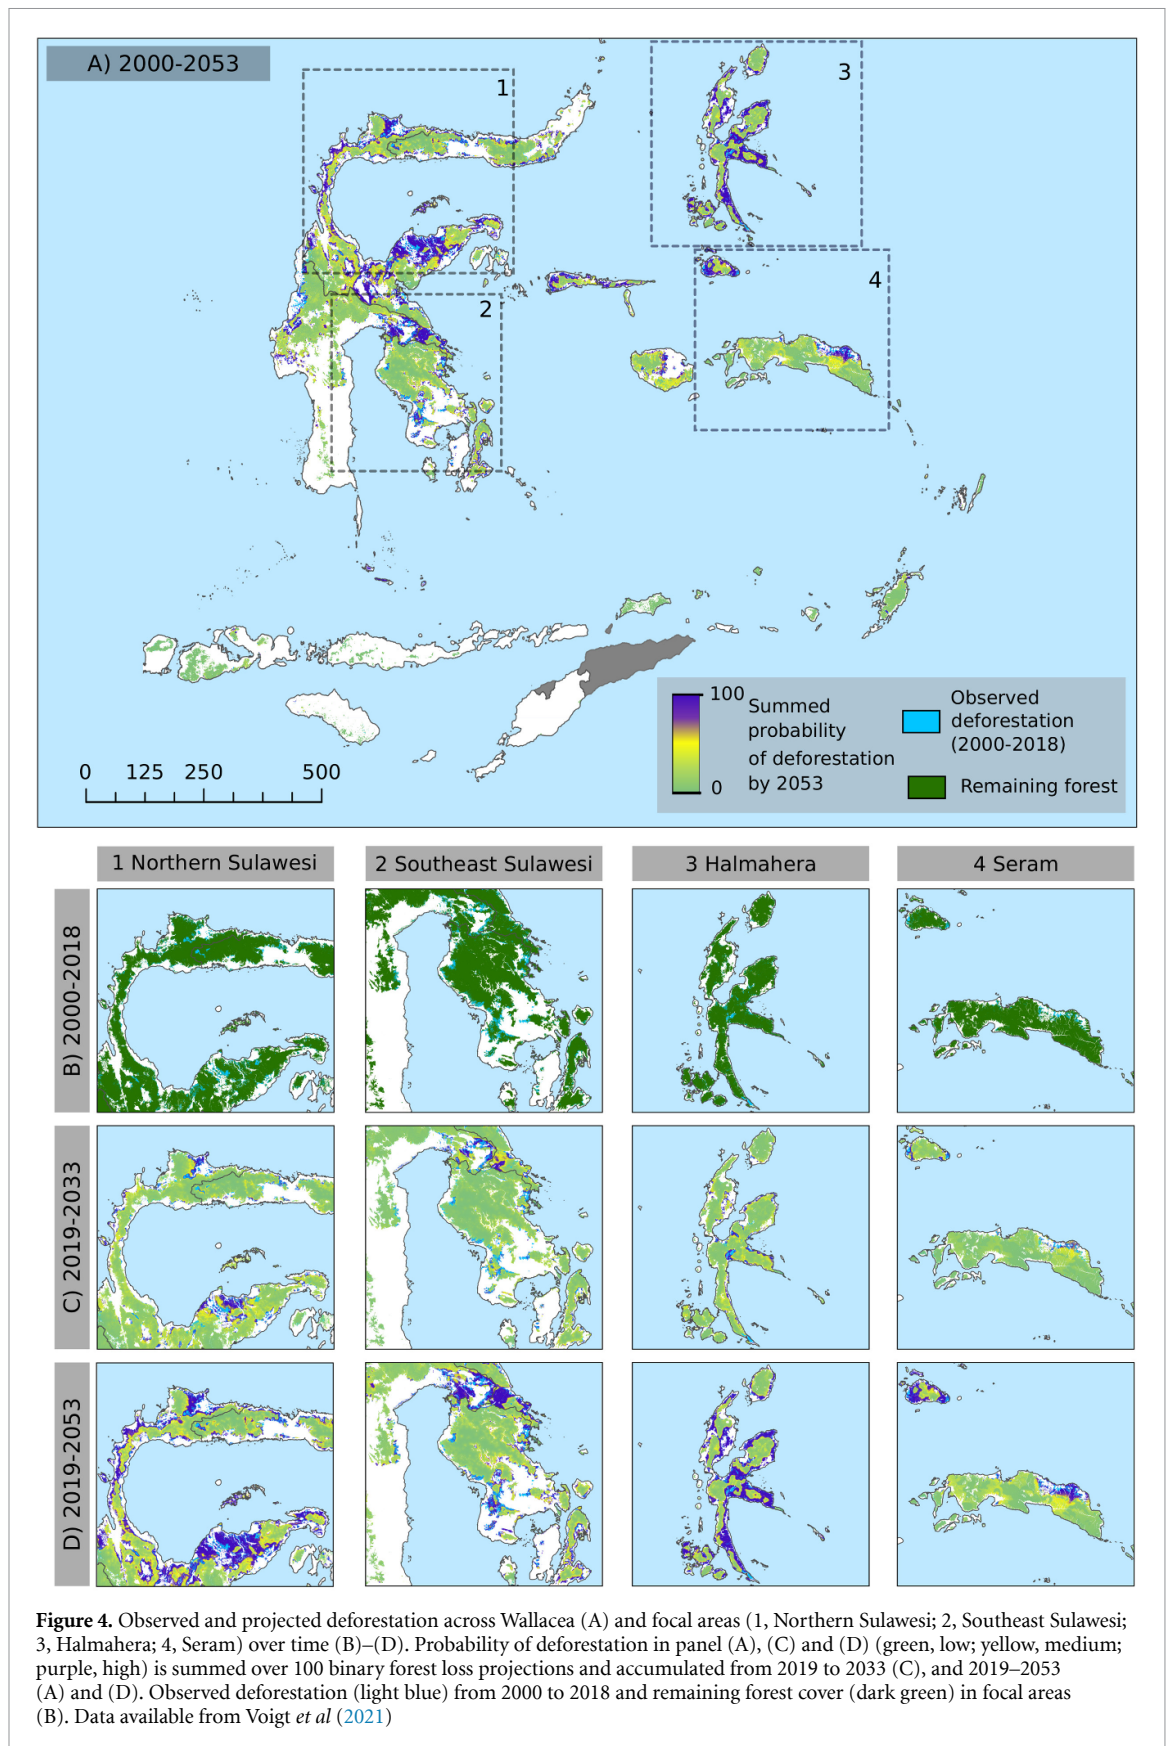 A) 2000-2053
1
2
3
4
100
0
Summed
probability
of deforestation
by 2053
Observed
deforestation
(2000-2018)
Remaining forest
0 125 250 500
1 Northern Sulawesi
2 Southeast Sulawesi
3 Halmahera
4 Seram
B) 2000-2018
C) 2019-2033
D) 2019-2053
Figure 4. Observed and projected deforestation across Wallacea (A) and focal areas (1, Northern Sulawesi; 2, Southeast Sulawesi;
3, Halmahera; 4, Seram) over time (B)–(D). Probability of deforestation in panel (A), (C) and (D) (green, low; yellow, medium;
purple, high) is summed over 100 binary forest loss projections and accumulated from 2019 to 2033 (C), and 2019–2053
(A) and (D). Observed deforestation (light blue) from 2000 to 2018 and remaining forest cover (dark green) in focal areas
(B). Data available from Voigt et al (2021)